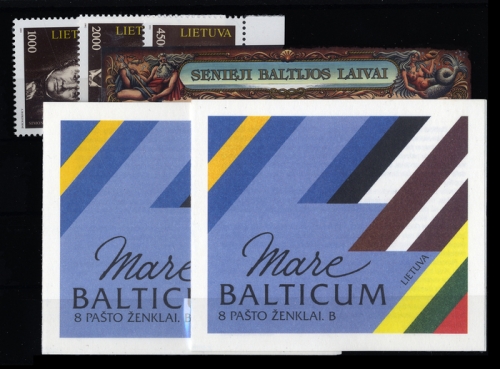 1000 LIETUVA
2000 LIETUVA
450 LIETUVA
SENIEJI BALTIJOS LAIVAI
Mare
BALTICUM
8 PAŠTO ŽENKLAI. B
Mare
BALTICUM
8 PAŠTO ŽENKLAI. B
LIETUVA